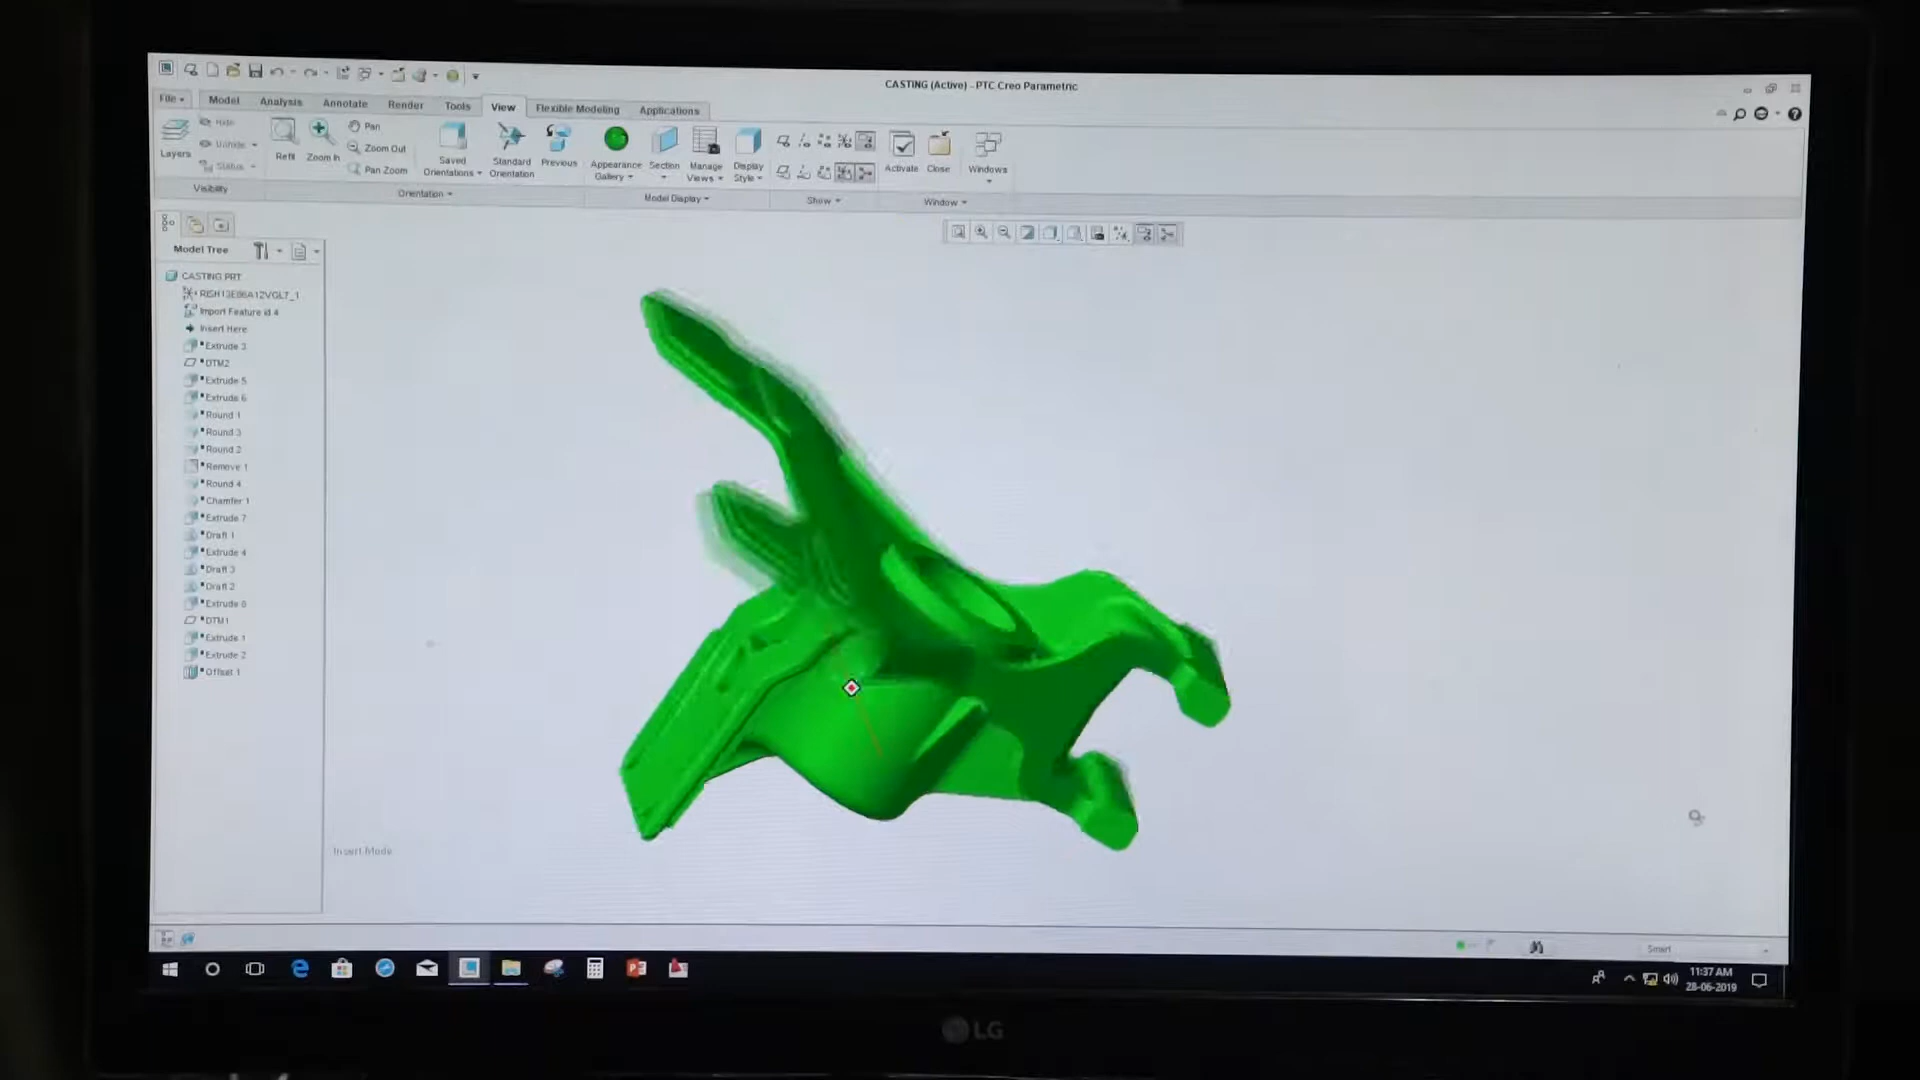 CASTING (Active) - PTC Creo Parametric
File Model Analysis Annotate Render Tools View Flexible Modeling Applications
Layers
Hide
Unhide
Status
Visibility
Refit
Zoom In
Pan
Zoom Out
Pan Zoom
Saved Orientations
Standard Orientation
Previous
Orientation
Appearance Gallery
Section
Manage Views
Display Style
Model Display
Show
Activate
Close
Windows
Window
Model Tree
CASTING.PRT
Import Feature id 4
Insert Here
Extrude 3
DTM2
Extrude 5
Extrude 6
Round 1
Round 3
Round 2
Remove 1
Round 4
Chamfer 1
Extrude 7
Draft 1
Extrude 4
Draft 3
Draft 2
DTM1
Extrude 1
Extrude 2
Offset 1
Insert Mode
Smart
11:37 AM
28-06-2019
LG